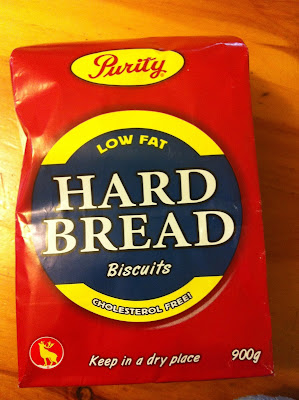 Purity
LOW FAT
HARD
BREAD
Biscuits
CHOLESTEROL FREE!
Keep in a dry place 900g